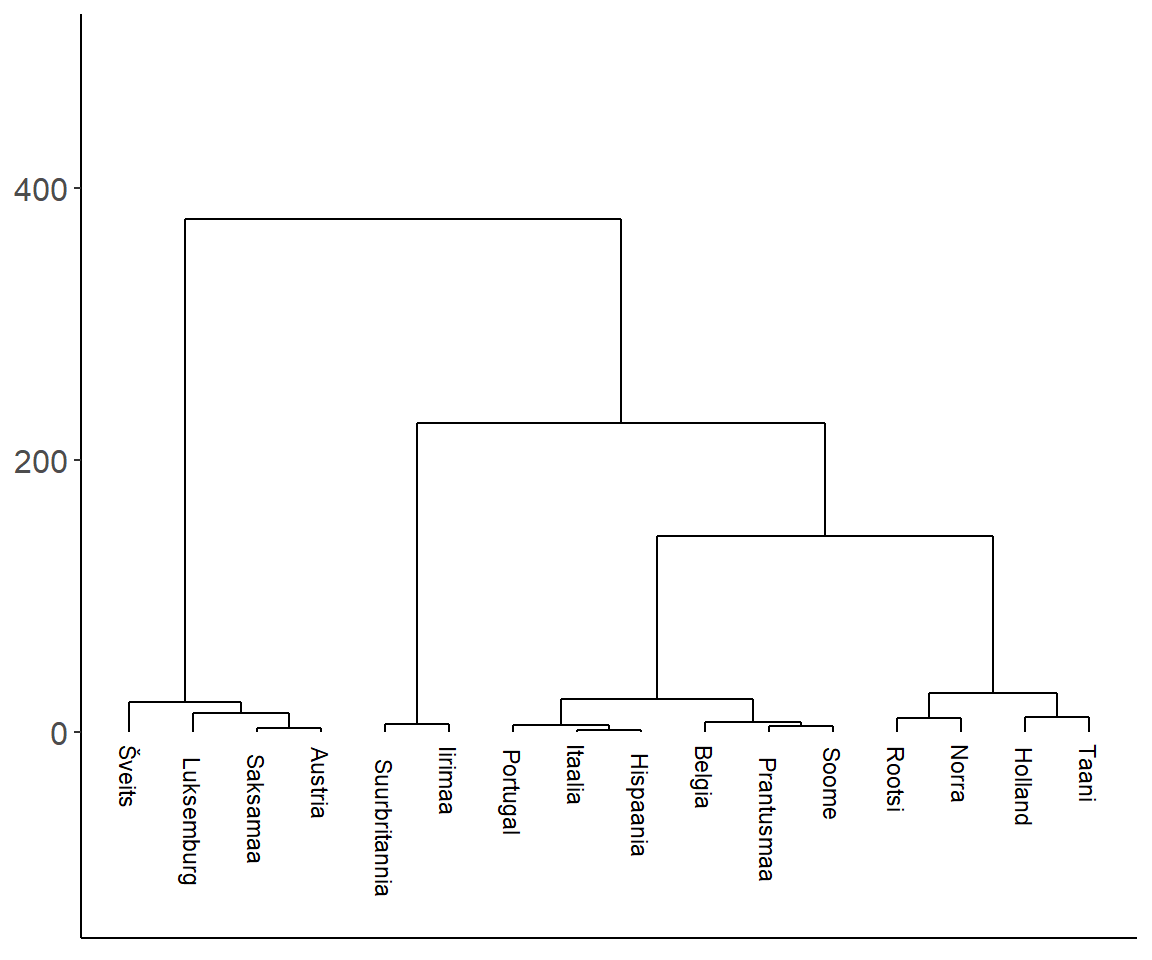 400
200
0
Šveits
Luksemburg
Saksamaa
Austria
Suurbritannia
Iirimaa
Portugal
Itaalia
Hispaania
Belgia
Prantusmaa
Soome
Rootsi
Norra
Holland
Taani